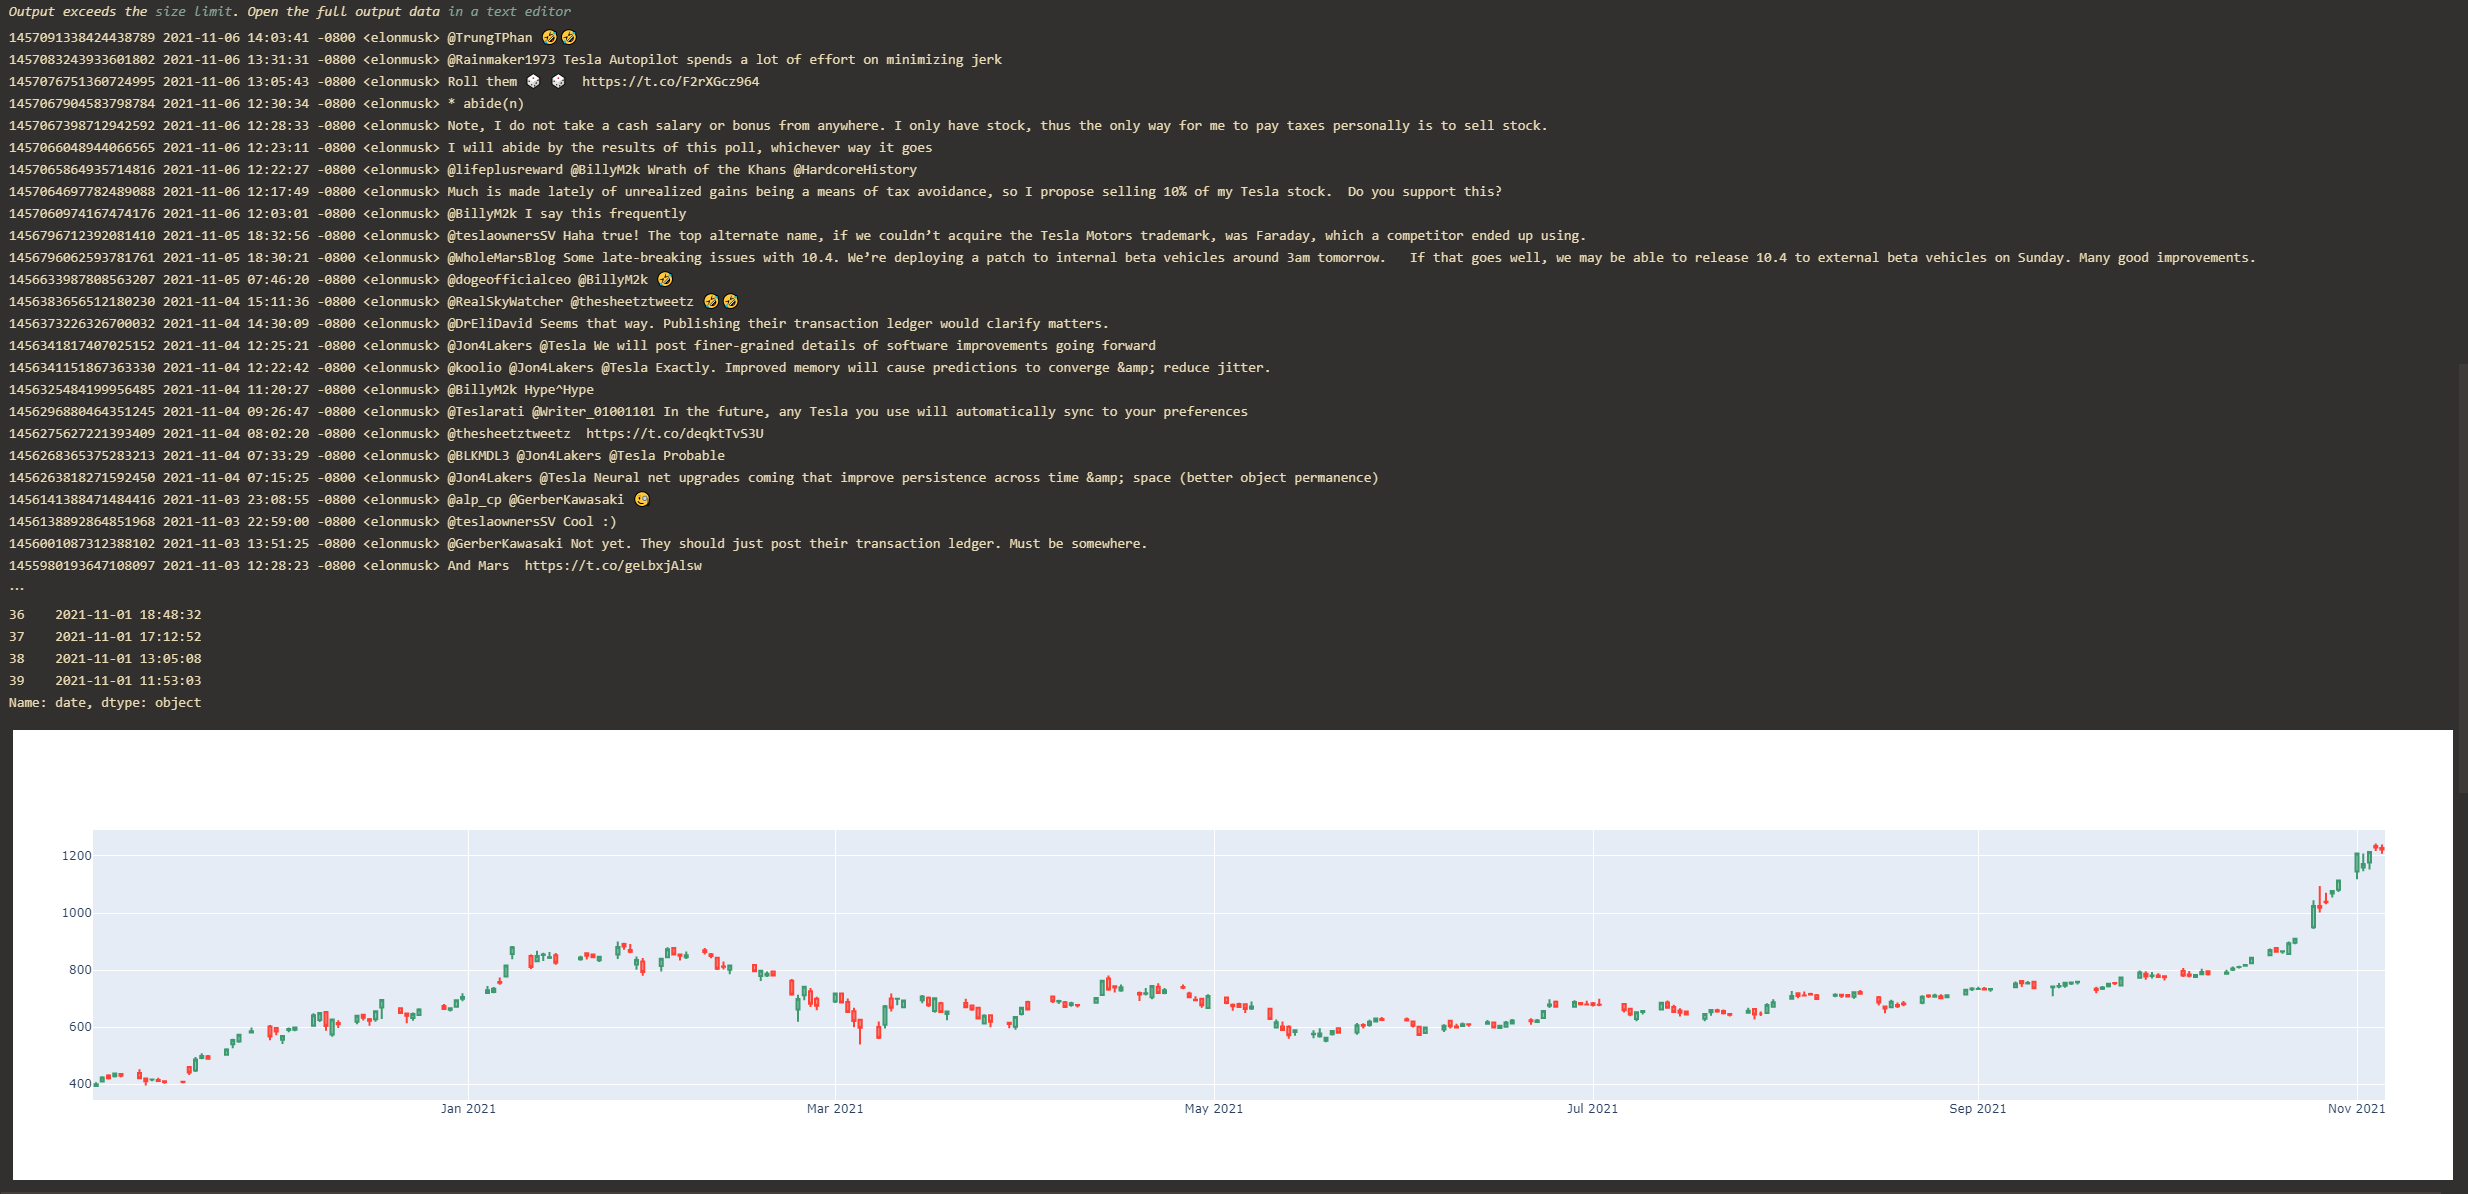 Output exceeds the size limit. Open the full output data in a text editor
1457091338424438789 2021-11-06 14:03:41 -0800 <elonmusk> @TrungTPhan 🤣🤣
1457083243933601802 2021-11-06 13:31:31 -0800 <elonmusk> @Rainmaker1973 Tesla Autopilot spends a lot of effort on minimizing jerk
1457076751360724995 2021-11-06 13:05:43 -0800 <elonmusk> Roll them 🎲 🎲  https://t.co/F2rXGcz964
1457067904583798784 2021-11-06 12:30:34 -0800 <elonmusk> * abide(n)
1457067398712942592 2021-11-06 12:28:33 -0800 <elonmusk> Note, I do not take a cash salary or bonus from anywhere. I only have stock, thus the only way for me to pay taxes personally is to sell stock.
1457066048944066565 2021-11-06 12:23:11 -0800 <elonmusk> I will abide by the results of this poll, whichever way it goes
1457065864935714816 2021-11-06 12:22:27 -0800 <elonmusk> @lifeplusreward @BillyM2k Wrath of the Khans @HardcoreHistory
1457064697782489088 2021-11-06 12:17:49 -0800 <elonmusk> Much is made lately of unrealized gains being a means of tax avoidance, so I propose selling 10% of my Tesla stock.  Do you support this?
1457060974167474176 2021-11-06 12:03:01 -0800 <elonmusk> @BillyM2k I say this frequently
1456796712392081410 2021-11-05 18:32:56 -0800 <elonmusk> @teslaownersSV Haha true! The top alternate name, if we couldn’t acquire the Tesla Motors trademark, was Faraday, which a competitor ended up using.
1456796062593781761 2021-11-05 18:30:21 -0800 <elonmusk> @WholeMarsBlog Some late-breaking issues with 10.4. We’re deploying a patch to internal beta vehicles around 3am tomorrow.   If that goes well, we may be able to release 10.4 to external beta vehicles on Sunday. Many good improvements.
1456633987808563207 2021-11-05 07:46:20 -0800 <elonmusk> @dogeofficialceo @BillyM2k 🤣
1456383656512180230 2021-11-04 15:11:36 -0800 <elonmusk> @RealSkyWatcher @thesheetztweetz 🤣🤣
1456373226326700032 2021-11-04 14:30:09 -0800 <elonmusk> @DrEliDavid Seems that way. Publishing their transaction ledger would clarify matters.
1456341817407025152 2021-11-04 12:25:21 -0800 <elonmusk> @Jon4Lakers @Tesla We will post finer-grained details of software improvements going forward
1456341151867363330 2021-11-04 12:22:42 -0800 <elonmusk> @koolio @Jon4Lakers @Tesla Exactly. Improved memory will cause predictions to converge &amp; reduce jitter.
1456325484199956485 2021-11-04 11:20:27 -0800 <elonmusk> @BillyM2k Hype^Hype
1456296880464351245 2021-11-04 09:26:47 -0800 <elonmusk> @Teslarati @Writer_01001101 In the future, any Tesla you use will automatically sync to your preferences
1456275627221393409 2021-11-04 08:02:20 -0800 <elonmusk> @thesheetztweetz  https://t.co/deqktTvS3U
1456268365375283213 2021-11-04 07:33:29 -0800 <elonmusk> @BLKMDL3 @Jon4Lakers @Tesla Probable
1456263818271592450 2021-11-04 07:15:25 -0800 <elonmusk> @Jon4Lakers @Tesla Neural net upgrades coming that improve persistence across time &amp; space (better object permanence)
1456141388471484416 2021-11-03 23:08:55 -0800 <elonmusk> @alp_cp @GerberKawasaki 🧐
1456138892864851968 2021-11-03 22:59:00 -0800 <elonmusk> @teslaownersSV Cool :)
1456001087312388102 2021-11-03 13:51:25 -0800 <elonmusk> @GerberKawasaki Not yet. They should just post their transaction ledger. Must be somewhere.
1455980193647108097 2021-11-03 12:28:23 -0800 <elonmusk> And Mars  https://t.co/geLbxjAlsw
...
36    2021-11-01 18:48:32
37    2021-11-01 17:12:52
38    2021-11-01 13:05:08
39    2021-11-01 11:53:03
Name: date, dtype: object
1200
1000
800
600
400
Jan 2021 Mar 2021 May 2021 Jul 2021 Sep 2021 Nov 2021